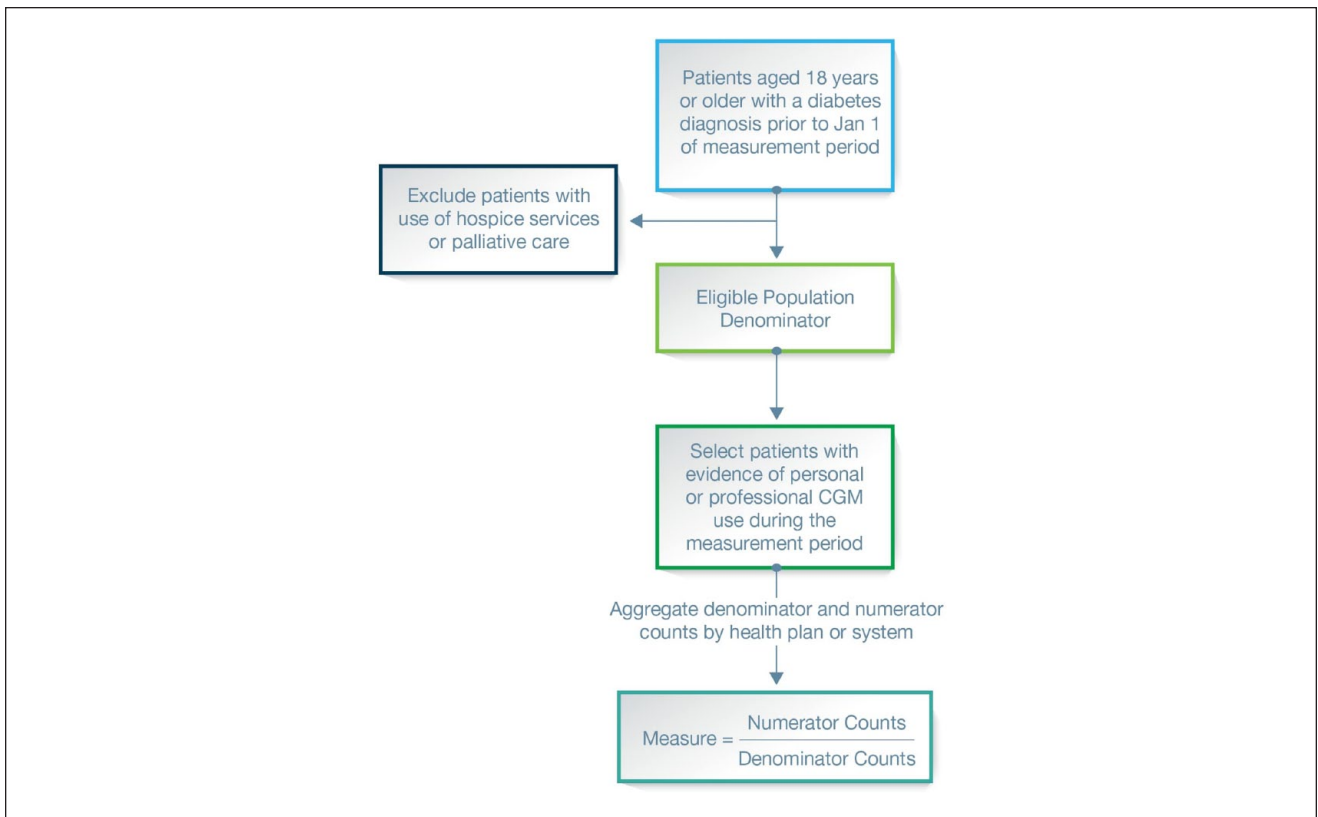 Patients aged 18 years
or older with a diabetes
diagnosis prior to Jan 1
of measurement period
Exclude patients with
use of hospice services
or palliative care
Eligible Population
Denominator
Select patients with
evidence of personal
or professional CGM
use during the
measurement period
Aggregate denominator and numerator
counts by health plan or system
Measure = Numerator Counts
Denominator Counts